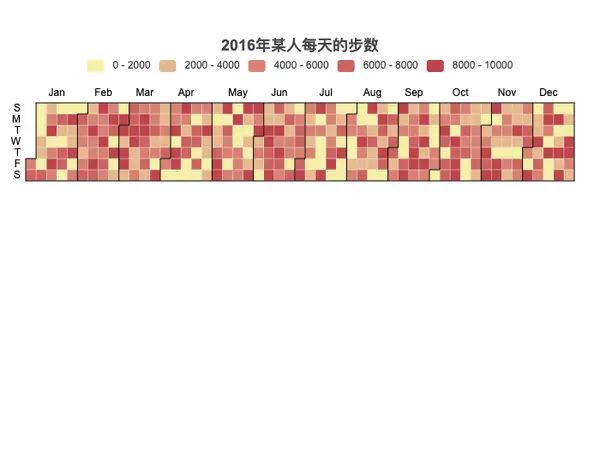 2016年某人每天的步数
0 - 2000 2000 - 4000 4000 - 6000 6000 - 8000 8000 - 10000
Jan Feb Mar Apr May Jun Jul Aug Sep Oct Nov Dec
S
M
T
W
T
F
S